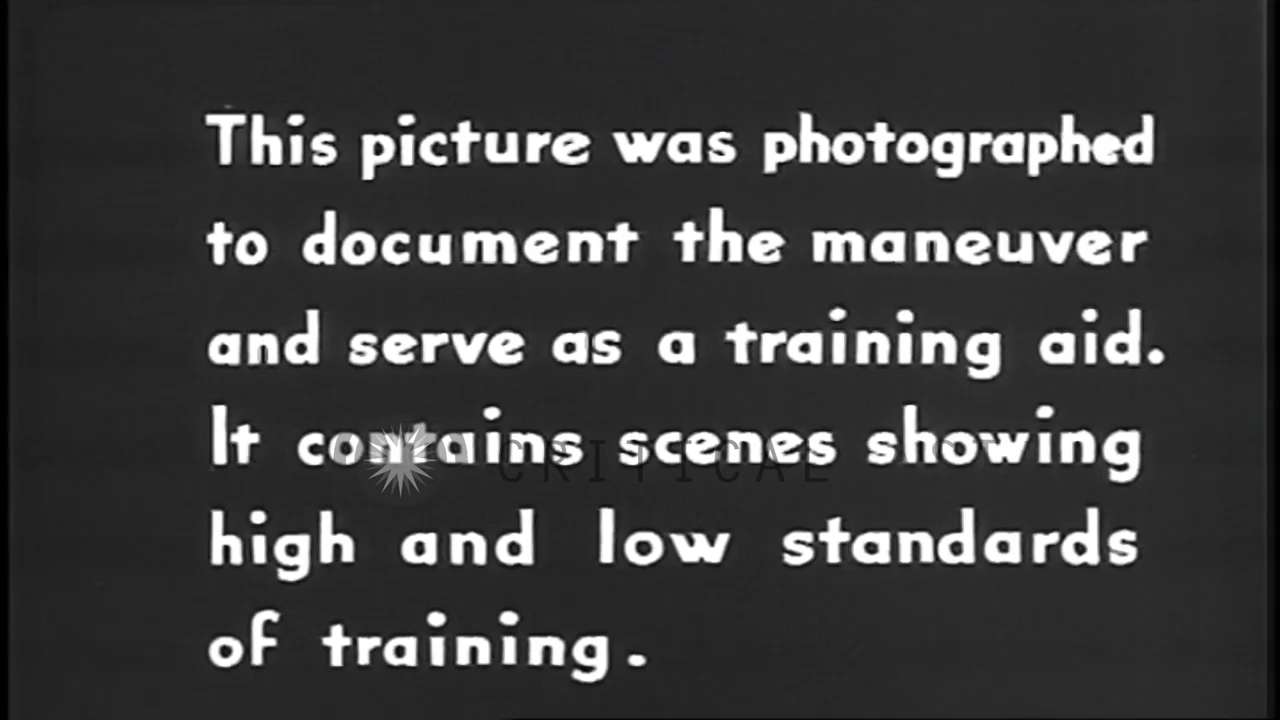 This picture was photographed
to document the maneuver
and serve as a training aid.
It contains scenes showing
CRITICAL
high and low standards
of training.